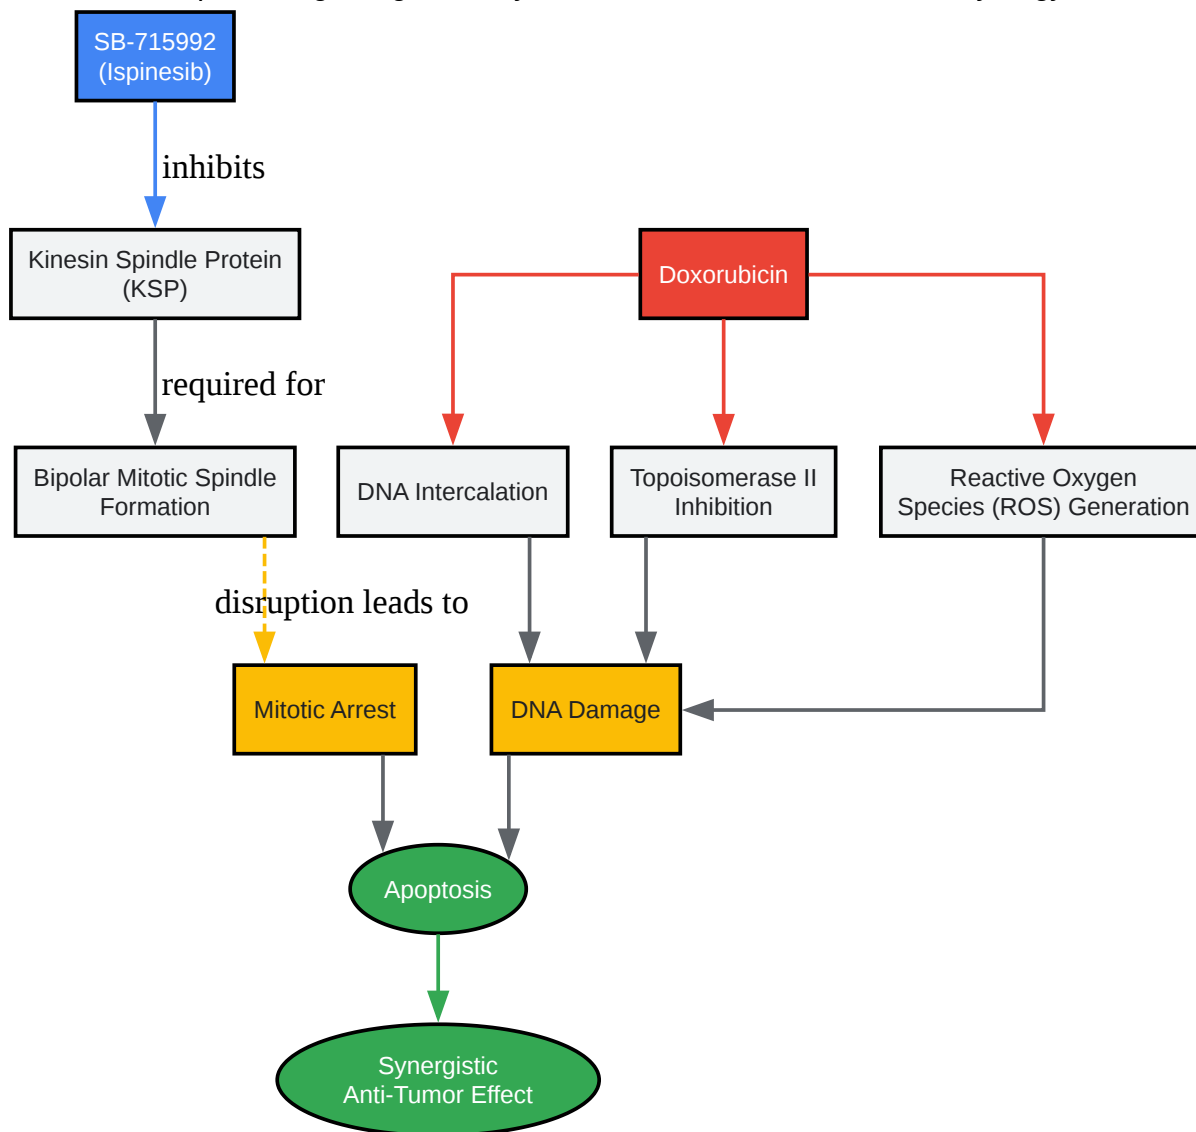 SB-715992
(Ispinesib)
inhibits
Kinesin Spindle Protein
(KSP)
Doxorubicin
required for
Bipolar Mitotic Spindle
Formation
DNA Intercalation
Topoisomerase II
Inhibition
Reactive Oxygen
Species (ROS) Generation
disruption leads to
Mitotic Arrest
DNA Damage
Apoptosis
Synergistic
Anti-Tumor Effect